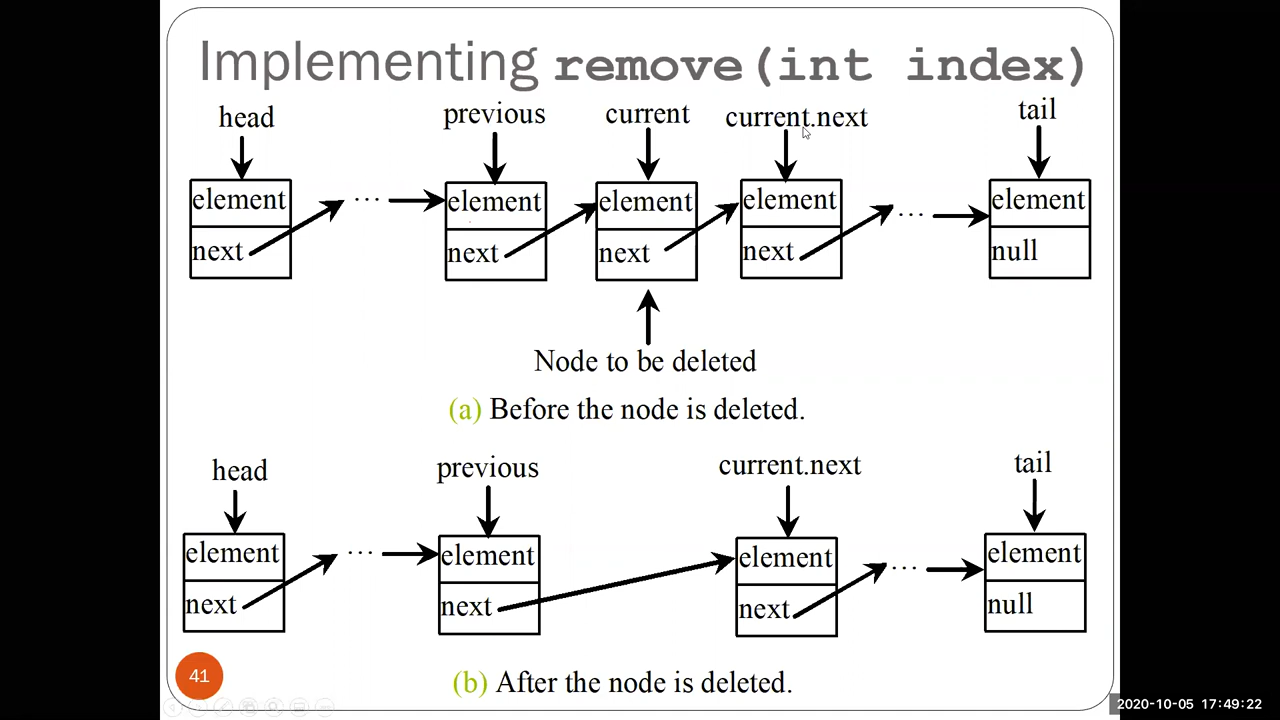 Implementing remove(int index)
head previous current current.next tail
element element element element element
next ... next next next ... null
Node to be deleted
(a) Before the node is deleted.
head previous current.next tail
element element element element
next ... next next ... null
41
(b) After the node is deleted.
2020-10-05 17:49:22